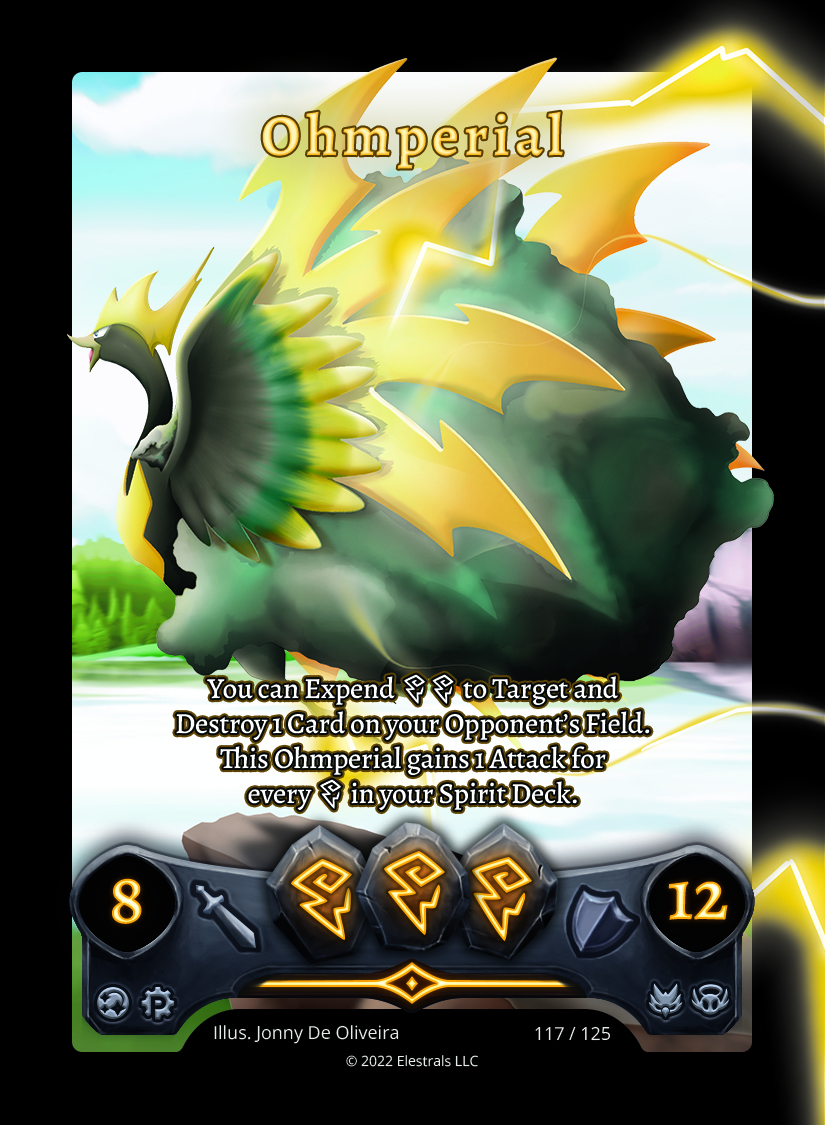 Ohmperial
You can Expend to Target and
Destroy 1 Card on your Opponent's Field.
This Ohmperial gains 1 Attack for
every in your Spirit Deck.
8
12
P
Illus. Jonny De Oliveira
117 / 125
© 2022 Elestrals LLC